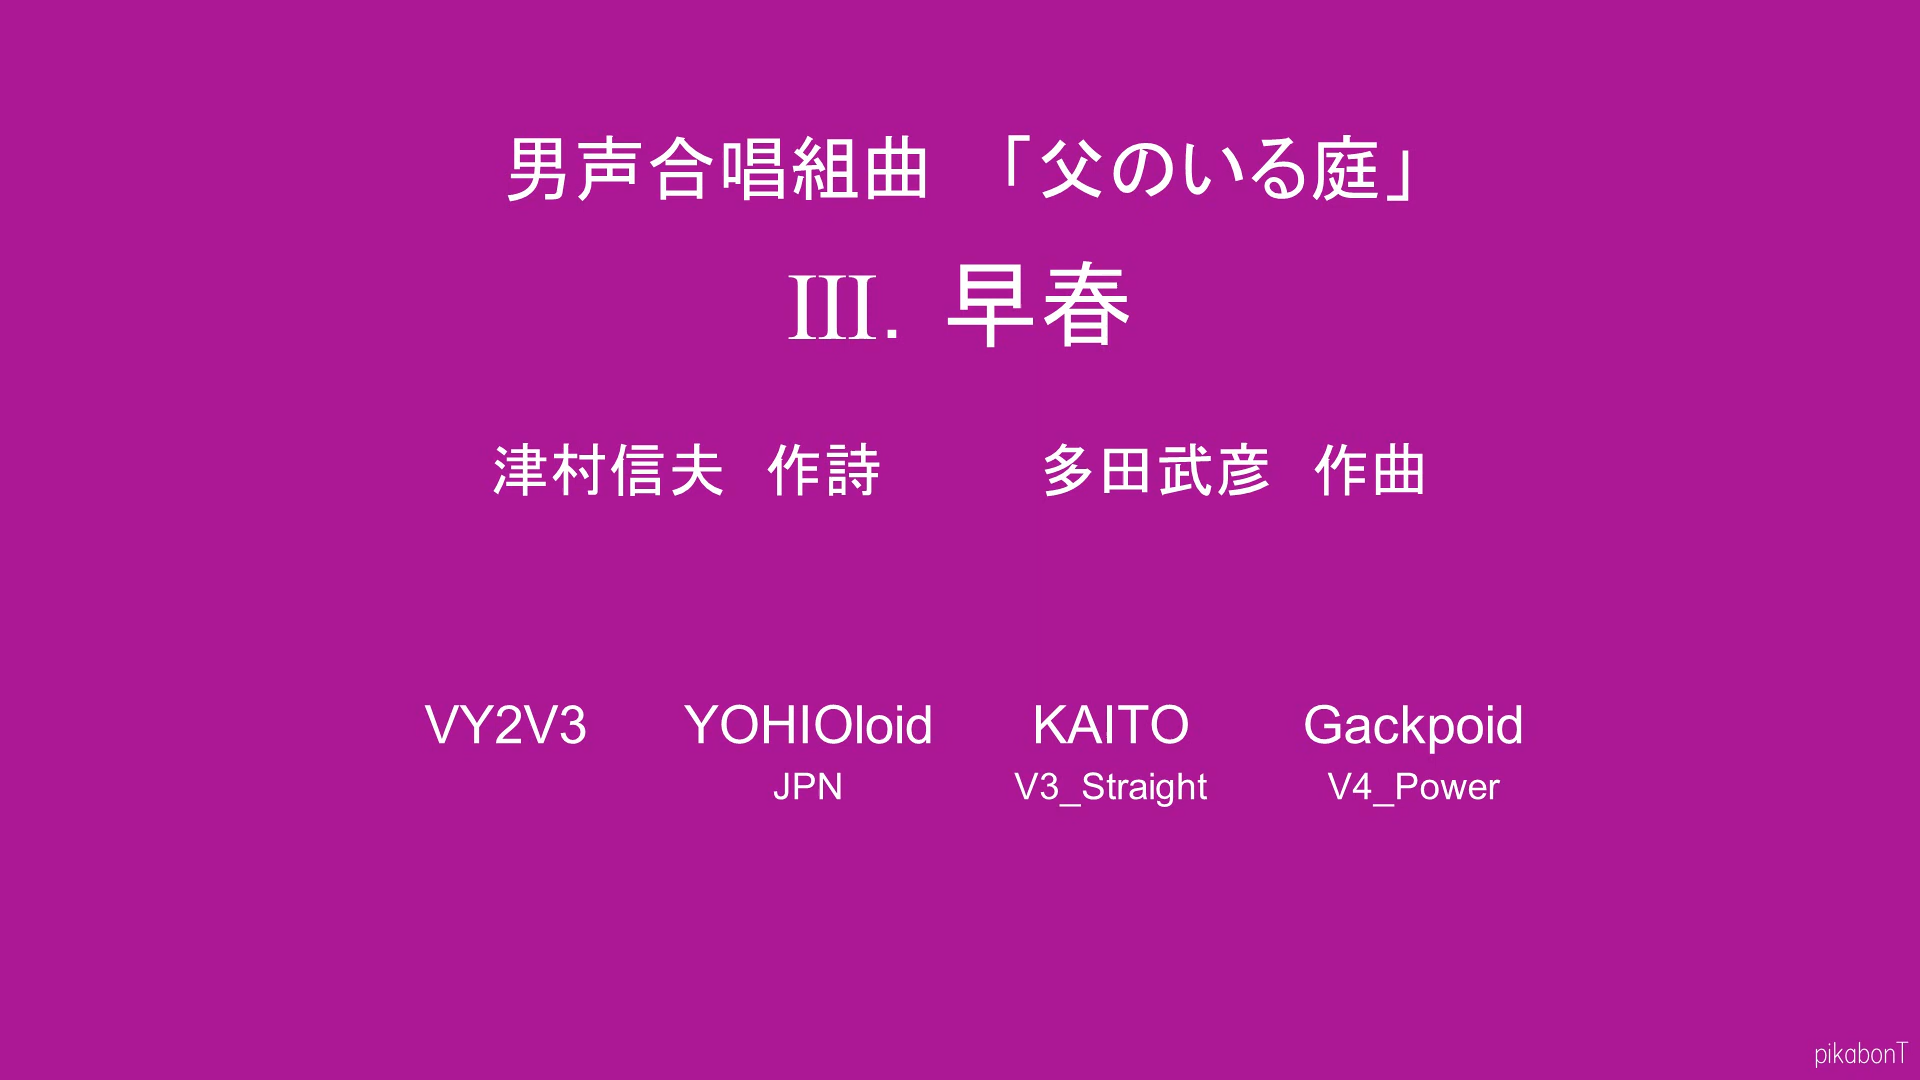 男声合唱組曲　「父のいる庭」
III. 早春
津村信夫　作詩　　多田武彦　作曲
VY2V3 YOHIOloid KAITO Gackpoid
JPN V3_Straight V4_Power
pikabonT